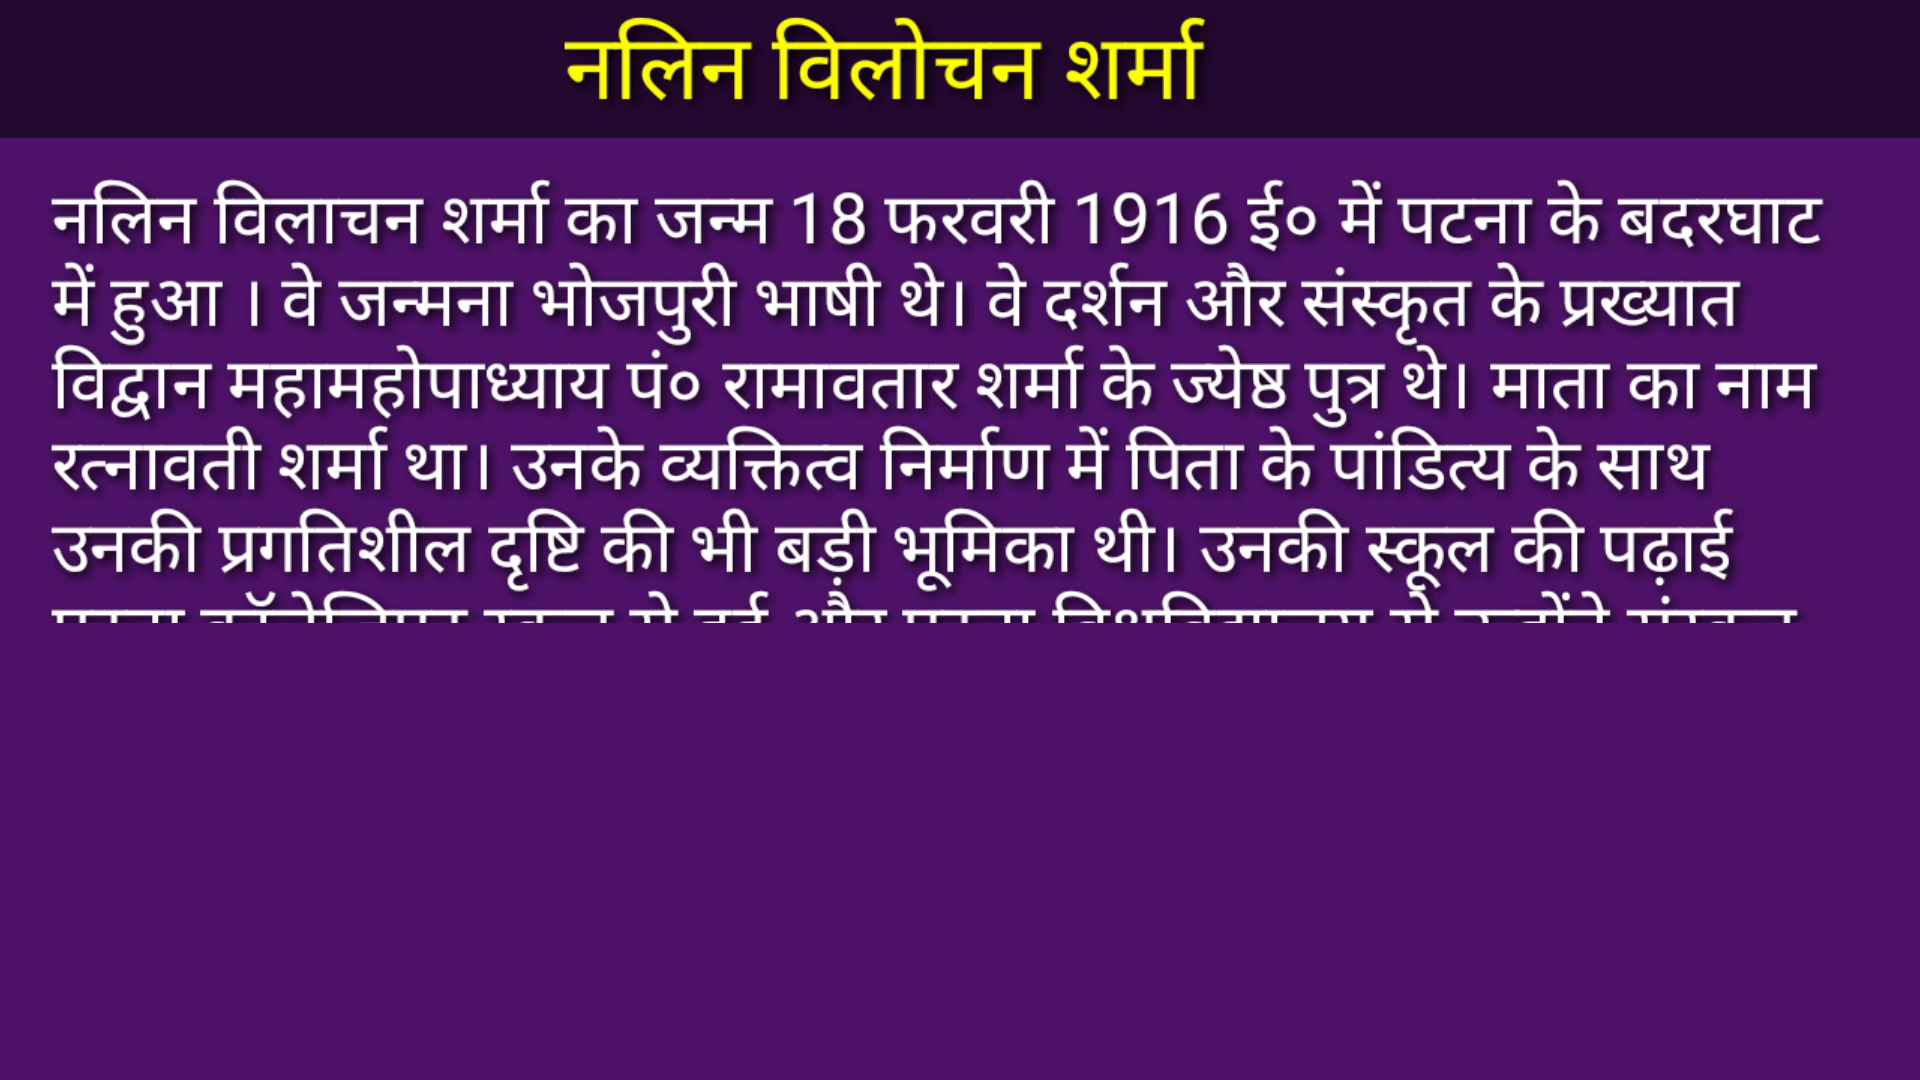 नलिन विलोचन शर्मा
नलिन विलाचन शर्मा का जन्म 18 फरवरी 1916 ई० में पटना के बदरघाट
में हुआ । वे जन्मना भोजपुरी भाषी थे। वे दर्शन और संस्कृत के प्रख्यात
विद्वान महामहोपाध्याय पं० रामावतार शर्मा के ज्येष्ठ पुत्र थे। माता का नाम
रत्नावती शर्मा था। उनके व्यक्तित्व निर्माण में पिता के पांडित्य के साथ
उनकी प्रगतिशील दृष्टि की भी बड़ी भूमिका थी। उनकी स्कूल की पढ़ाई